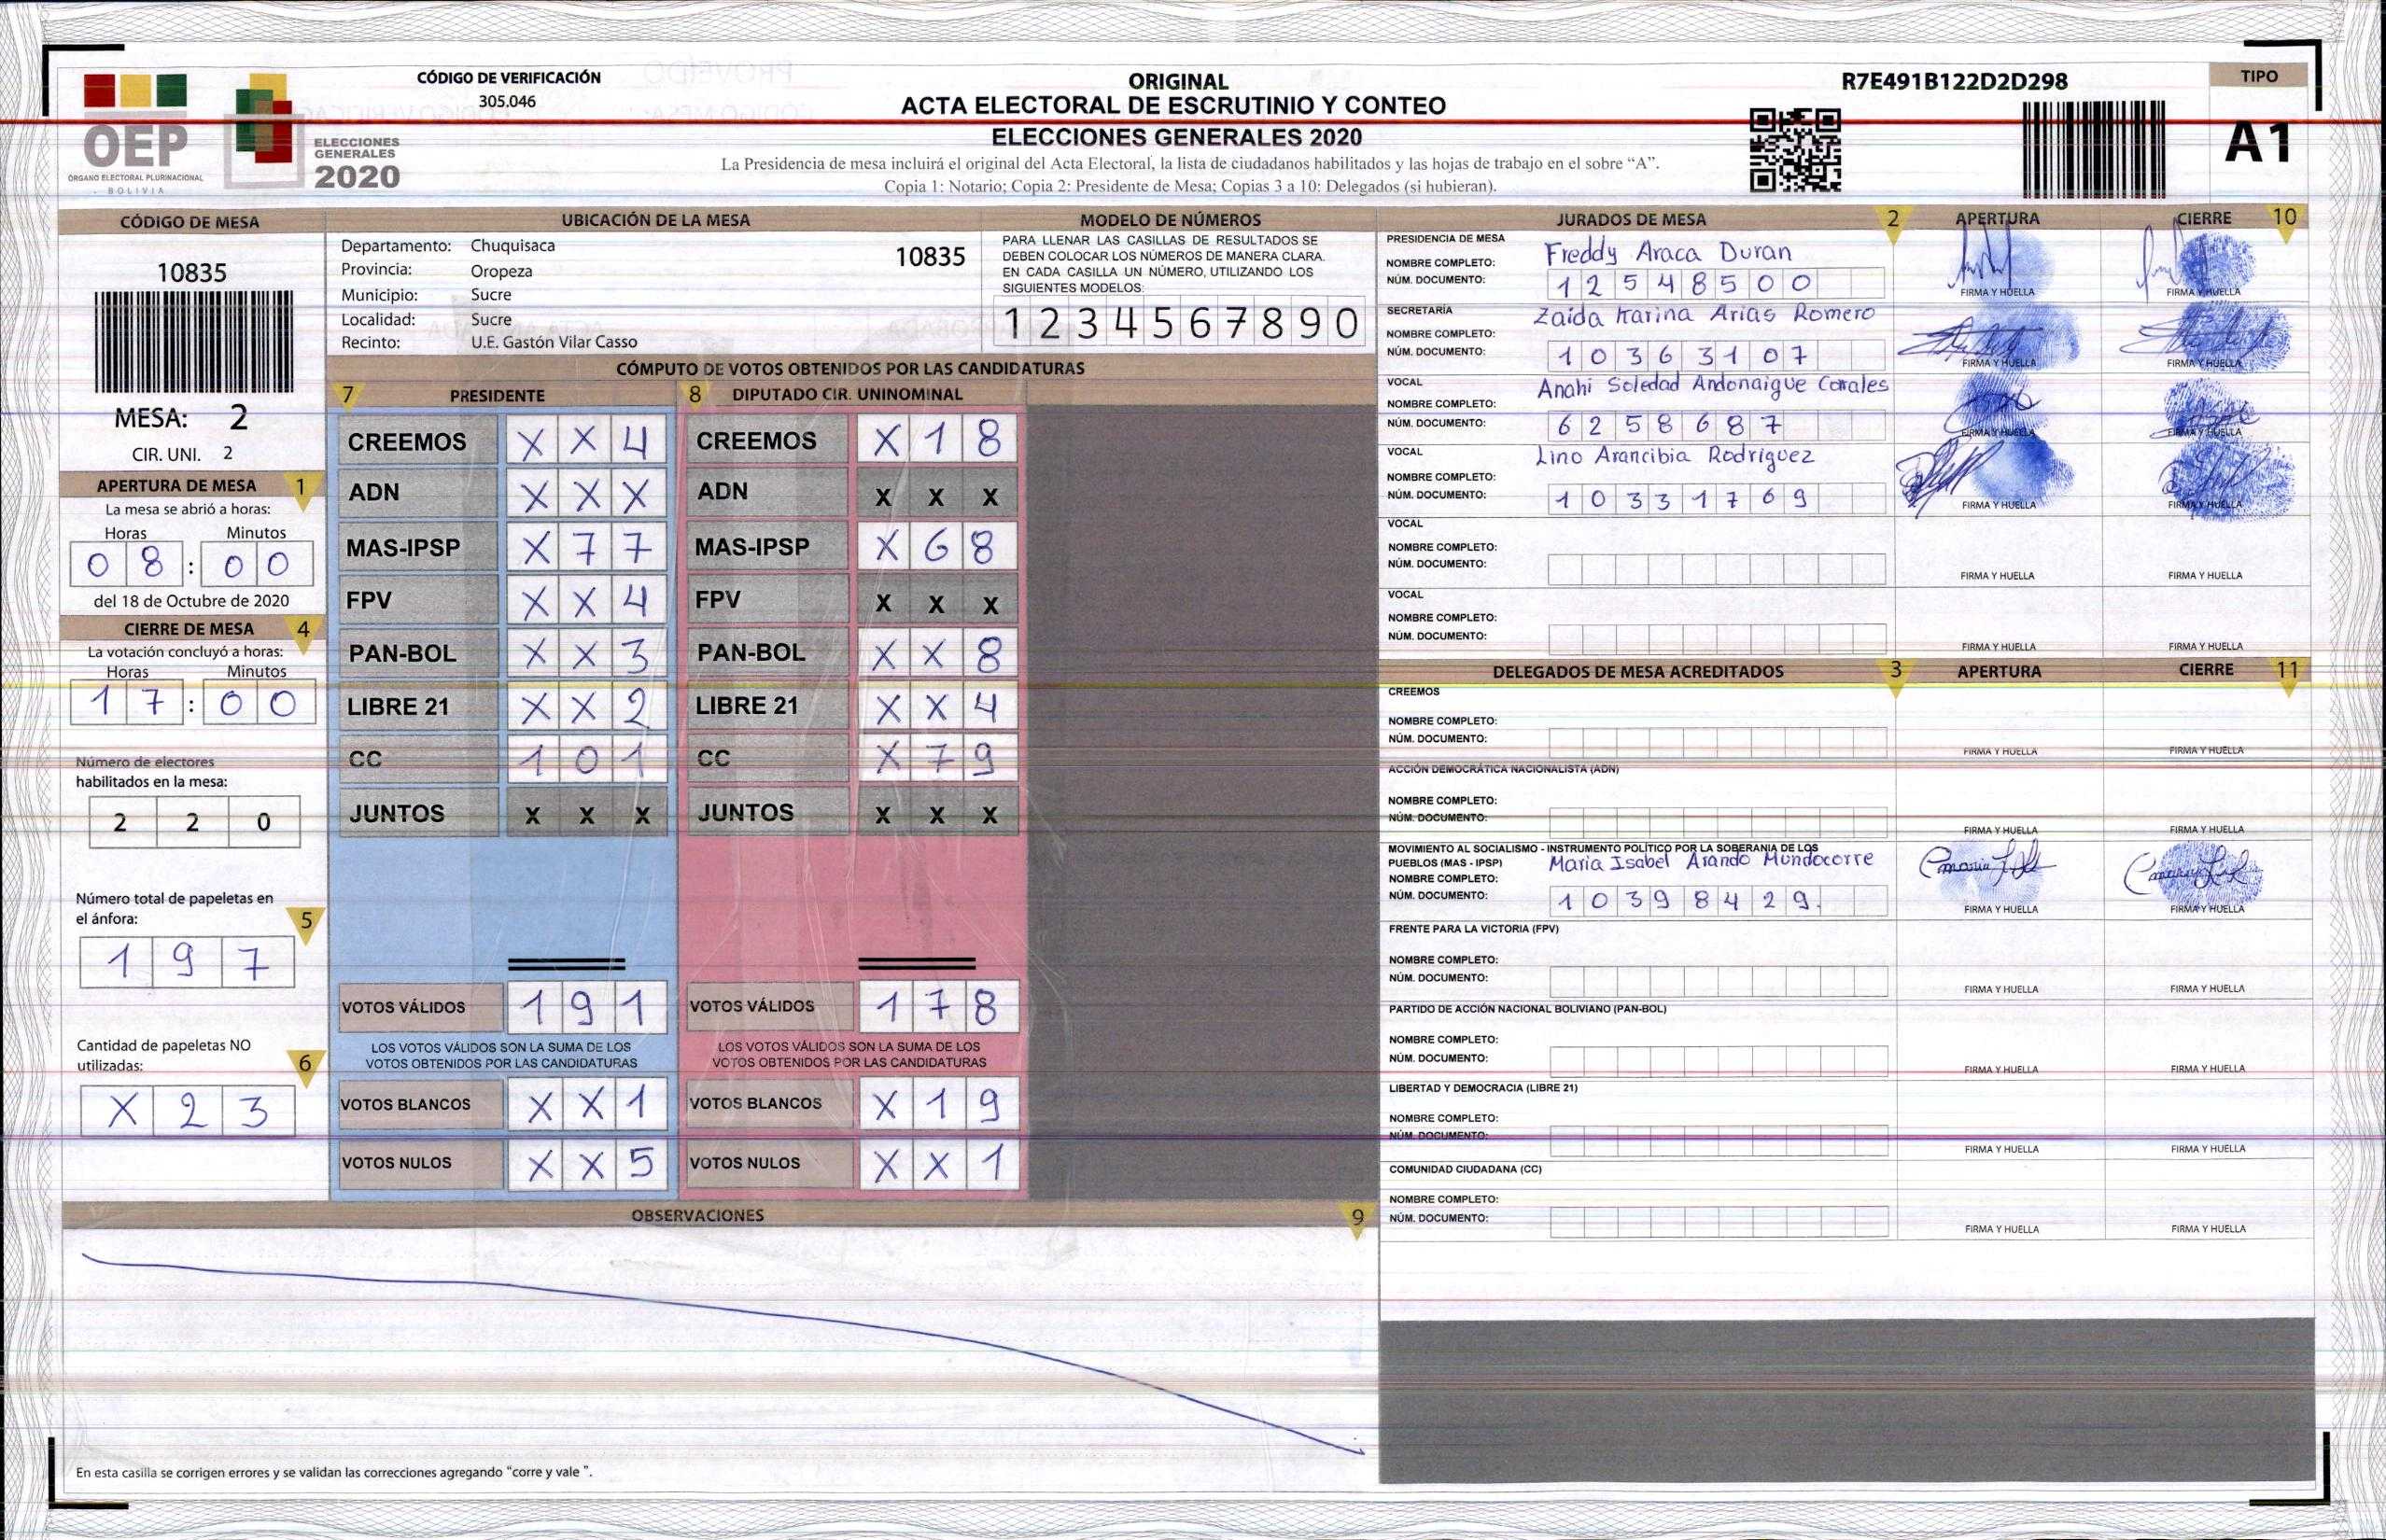 CÓDIGO DE VERIFICACIÓN
305.046
ORIGINAL
ACTA ELECTORAL DE ESCRUTINIO Y CONTEO
ELECCIONES GENERALES 2020
La Presidencia de mesa incluirá el original del Acta Electoral, la lista de ciudadanos habilitados y las hojas de trabajo en el sobre “A”.
Copia 1: Notario; Copia 2: Presidente de Mesa; Copias 3 a 10: Delegados (si hubieran).
R7E491B122D2D298
TIPO
A1
OEP
ÓRGANO ELECTORAL PLURINACIONAL
BOLIVIA
ELECCIONES
GENERALES
2020
CÓDIGO DE MESA
10835
MESA: 2
CIR. UNI. 2
APERTURA DE MESA 1
La mesa se abrió a horas:
Horas Minutos
0 8 : 0 0
del 18 de Octubre de 2020
CIERRE DE MESA 4
La votación concluyó a horas:
Horas Minutos
1 7 : 0 0
Número de electores
habilitados en la mesa:
2 2 0
Número total de papeletas en
el ánfora: 5
1 9 7
Cantidad de papeletas NO
utilizadas: 6
X 2 3
UBICACIÓN DE LA MESA
Departamento: Chuquisaca
10835
Provincia: Oropeza
Municipio: Sucre
Localidad: Sucre
Recinto: U.E. Gastón Vilar Casso
MODELO DE NÚMEROS
PARA LLENAR LAS CASILLAS DE RESULTADOS SE
DEBEN COLOCAR LOS NÚMEROS DE MANERA CLARA.
EN CADA CASILLA UN NÚMERO, UTILIZANDO LOS
SIGUIENTES MODELOS:
1 2 3 4 5 6 7 8 9 0
CÓMPUTO DE VOTOS OBTENIDOS POR LAS CANDIDATURAS
7 PRESIDENTE
CREEMOS X X 4
ADN X X X
MAS-IPSP X 7 7
FPV X X 4
PAN-BOL X X 3
LIBRE 21 X X 2
CC 1 0 1
JUNTOS X X X
VOTOS VÁLIDOS 1 9 1
LOS VOTOS VÁLIDOS SON LA SUMA DE LOS
VOTOS OBTENIDOS POR LAS CANDIDATURAS
VOTOS BLANCOS X X 1
VOTOS NULOS X X 5
8 DIPUTADO CIR. UNINOMINAL
CREEMOS X 1 8
ADN X X X
MAS-IPSP X 6 8
FPV X X X
PAN-BOL X X 8
LIBRE 21 X X 4
CC X 7 9
JUNTOS X X X
VOTOS VÁLIDOS 1 7 8
LOS VOTOS VÁLIDOS SON LA SUMA DE LOS
VOTOS OBTENIDOS POR LAS CANDIDATURAS
VOTOS BLANCOS X 1 9
VOTOS NULOS X X 1
OBSERVACIONES 9
En esta casilla se corrigen errores y se validan las correcciones agregando “corre y vale ”.
JURADOS DE MESA 2 APERTURA CIERRE 10
PRESIDENCIA DE MESA
NOMBRE COMPLETO: Freddy Araca Duran
NÚM. DOCUMENTO: 1 2 5 4 8 5 0 0
FIRMA Y HUELLA FIRMA Y HUELLA
SECRETARÍA
NOMBRE COMPLETO: Zaida Karina Arias Romero
NÚM. DOCUMENTO: 1 0 3 6 3 1 0 7
FIRMA Y HUELLA FIRMA Y HUELLA
VOCAL
NOMBRE COMPLETO: Anahi Soledad Andonaigue Corrales
NÚM. DOCUMENTO: 6 2 5 8 6 8 7
FIRMA Y HUELLA FIRMA Y HUELLA
VOCAL
NOMBRE COMPLETO: Lino Arancibia Rodriguez
NÚM. DOCUMENTO: 1 0 3 3 1 7 6 9
FIRMA Y HUELLA FIRMA Y HUELLA
VOCAL
NOMBRE COMPLETO:
NÚM. DOCUMENTO:
FIRMA Y HUELLA FIRMA Y HUELLA
VOCAL
NOMBRE COMPLETO:
NÚM. DOCUMENTO:
FIRMA Y HUELLA FIRMA Y HUELLA
DELEGADOS DE MESA ACREDITADOS 3 APERTURA CIERRE 11
CREEMOS
NOMBRE COMPLETO:
NÚM. DOCUMENTO:
FIRMA Y HUELLA FIRMA Y HUELLA
ACCIÓN DEMOCRÁTICA NACIONALISTA (ADN)
NOMBRE COMPLETO:
NÚM. DOCUMENTO:
FIRMA Y HUELLA FIRMA Y HUELLA
MOVIMIENTO AL SOCIALISMO - INSTRUMENTO POLÍTICO POR LA SOBERANIA DE LOS
PUEBLOS (MAS - IPSP) Maria Isabel Arando Mundocorre
NOMBRE COMPLETO:
NÚM. DOCUMENTO: 1 0 3 9 8 4 2 9.
FIRMA Y HUELLA FIRMA Y HUELLA
FRENTE PARA LA VICTORIA (FPV)
NOMBRE COMPLETO:
NÚM. DOCUMENTO:
FIRMA Y HUELLA FIRMA Y HUELLA
PARTIDO DE ACCIÓN NACIONAL BOLIVIANO (PAN-BOL)
NOMBRE COMPLETO:
NÚM. DOCUMENTO:
FIRMA Y HUELLA FIRMA Y HUELLA
LIBERTAD Y DEMOCRACIA (LIBRE 21)
NOMBRE COMPLETO:
NÚM. DOCUMENTO:
FIRMA Y HUELLA FIRMA Y HUELLA
COMUNIDAD CIUDADANA (CC)
NOMBRE COMPLETO:
NÚM. DOCUMENTO:
FIRMA Y HUELLA FIRMA Y HUELLA